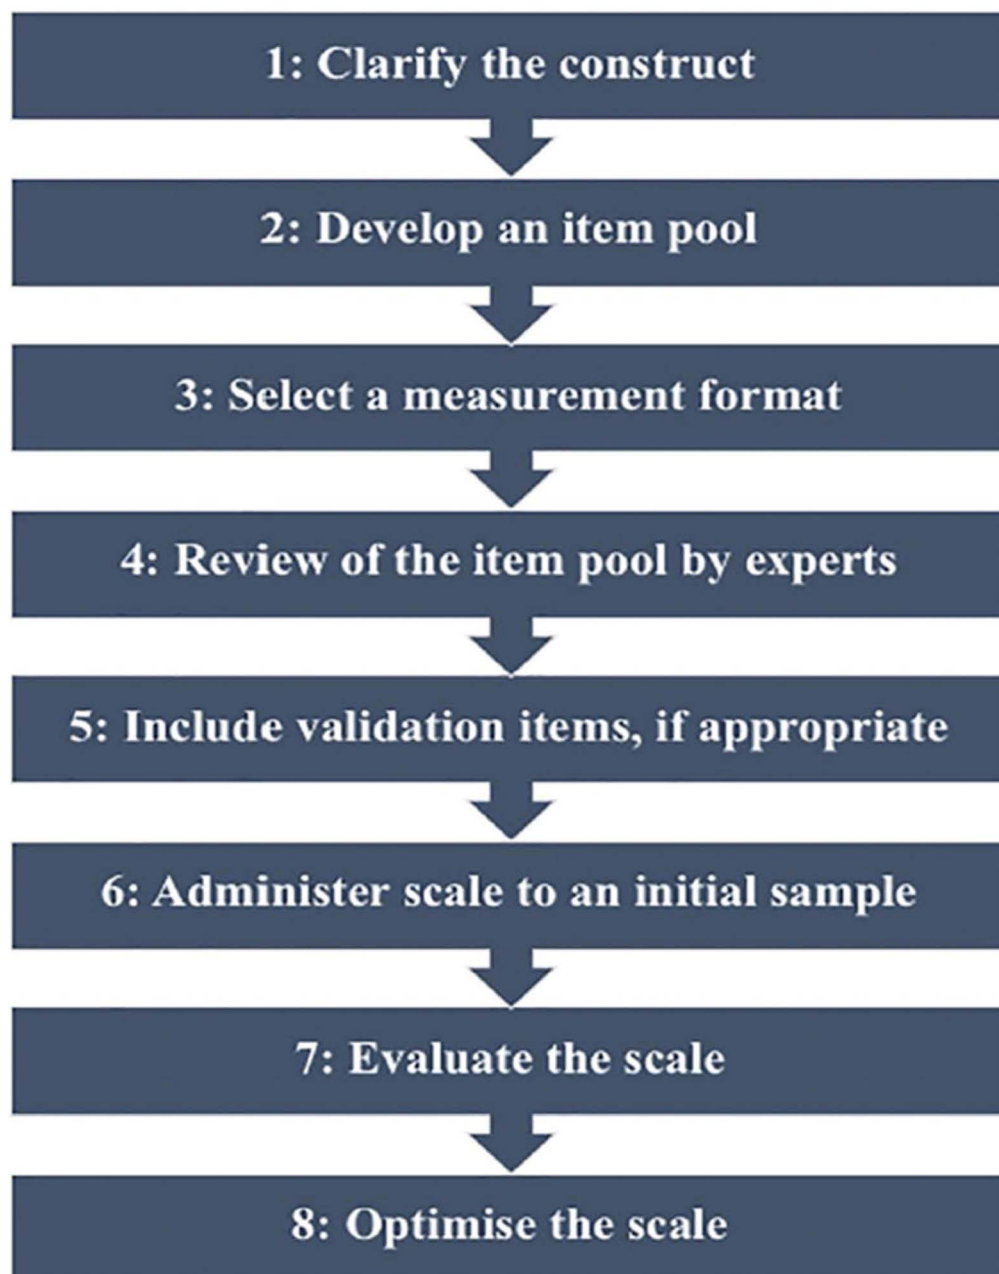 1: Clarify the construct
2: Develop an item pool
3: Select a measurement format
4: Review of the item pool by experts
5: Include validation items, if appropriate
6: Administer scale to an initial sample
7: Evaluate the scale
8: Optimise the scale